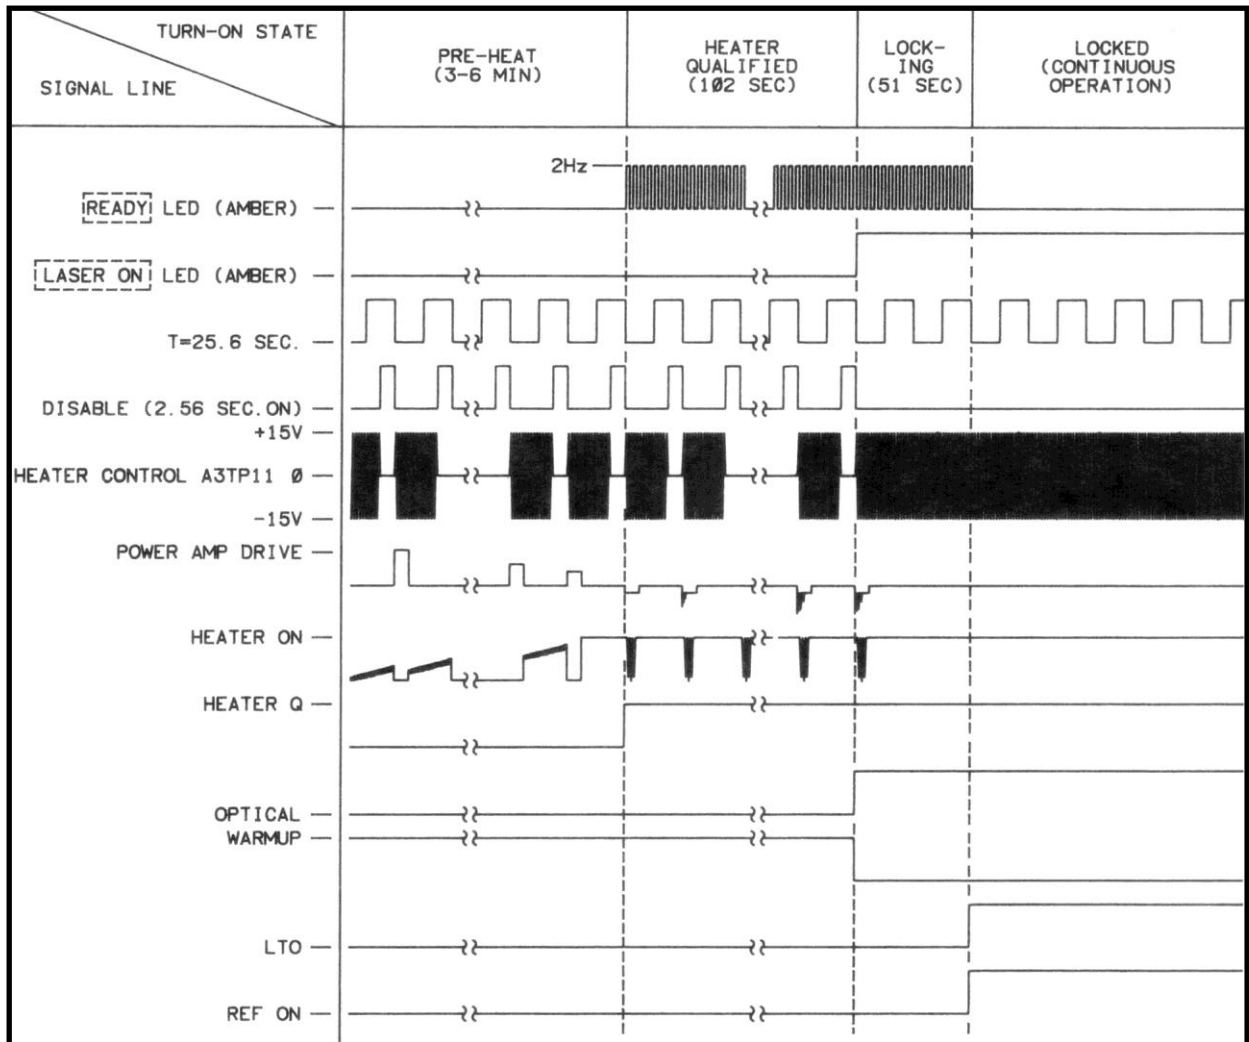 TURN-ON STATE
SIGNAL LINE
PRE-HEAT
(3-6 MIN)
HEATER
QUALIFIED
(102 SEC)
LOCK-
ING
(51 SEC)
LOCKED
(CONTINUOUS
OPERATION)
2Hz
READY LED (AMBER)
LASER ON LED (AMBER)
T=25.6 SEC.
DISABLE (2.56 SEC.ON)
+15V
HEATER CONTROL A3TP11 0
-15V
POWER AMP DRIVE
HEATER ON
HEATER Q
OPTICAL
WARMUP
LTO
REF ON